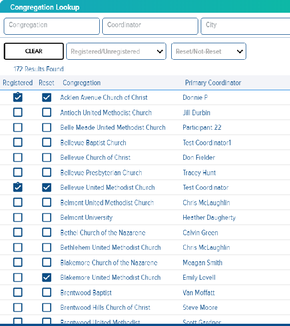 Congregation Lookup
Congregation Coordinator City
CLEAR Registered/Unregistered Reset/Not-Reset
172 Results Found
Registered Reset Congregation Primary Coordinator
Acklen Avenue Church of Christ Donnie P
Antioch United Methodist Church Jill Durbin
Belle Meade United Methodist Church Participant 22
Bellevue Baptist Church Test Coordinator1
Bellevue Church of Christ Don Fielder
Bellevue Presbyterian Church Tracey Hunt
Bellevue United Methodist Church Test Coordinator
Belmont United Methodist Church Chris McLaughlin
Belmont University Heather Daugherty
Bethel Church of the Nazarene Calvin Green
Bethlehem United Methodist Church Chris McLaughlin
Blakemore Church of the Nazarene Meagan Smith
Blakemore United Methodist Church Emily Lovell
Brentwood Baptist Van Moffatt
Brentwood Hills Church of Christ Steve Moore
Brentwood United Methodist Scott Gardner